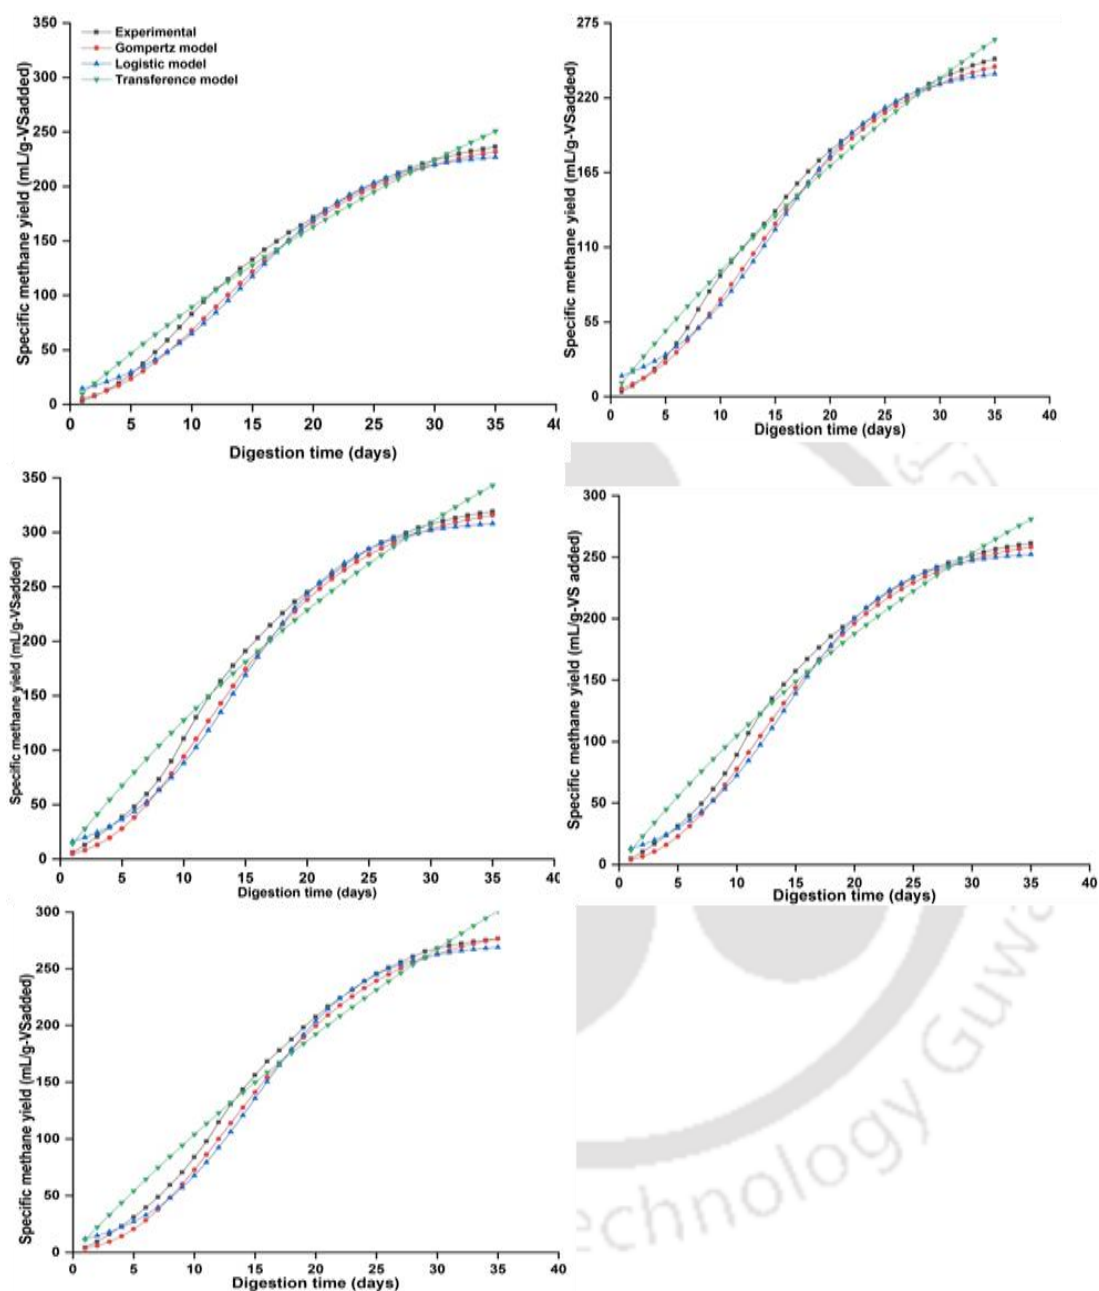 350
300
250
200
150
100
50
0
Specific methane yield (mL/g-VSadded)
Experimental
Gompertz model
Logistic model
Transference model
0 5 10 15 20 25 30 35 40
Digestion time (days)
275
220
165
110
55
0
Specific methane yield (mL/g-VSadded)
0 5 10 15 20 25 30 35 40
Digestion time (days)
350
300
250
200
150
100
50
0
Specific methane yield (mL/g-VSadded)
0 5 10 15 20 25 30 35 40
Digestion time (days)
300
250
200
150
100
50
0
Specific methane yield (mL/g-VS added)
0 5 10 15 20 25 30 35 40
Digestion time (days)
300
250
200
150
100
50
0
Specific methane yield (mL/g-VSadded)
0 5 10 15 20 25 30 35 40
Digestion time (days)
echnology Guwa